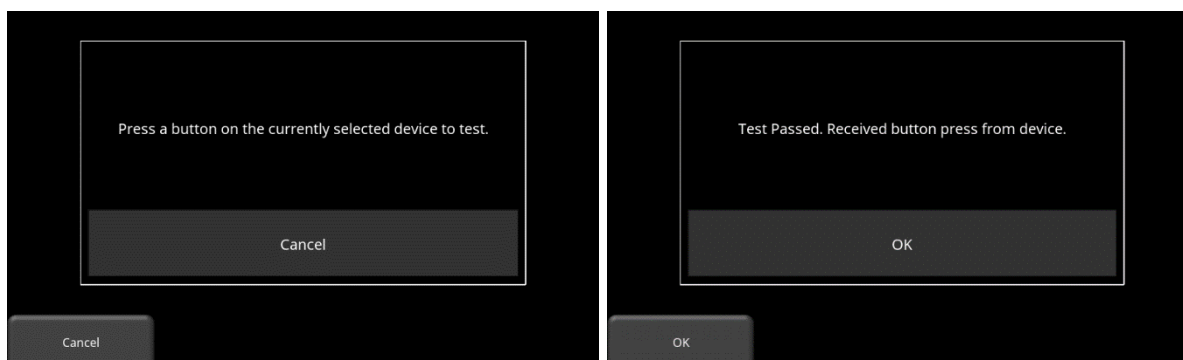 Press a button on the currently selected device to test.
Cancel
Cancel
Test Passed. Received button press from device.
OK
OK